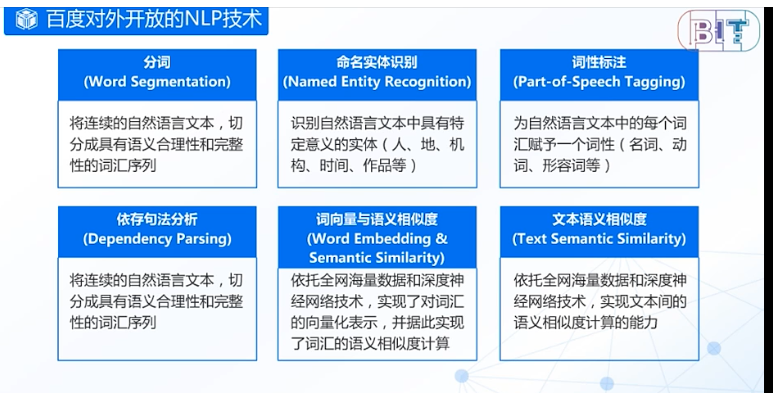 百度对外开放的NLP技术
BIT
分词
(Word Segmentation)
将连续的自然语言文本，切
分成具有语义合理性和完整
性的词汇序列
命名实体识别
(Named Entity Recognition)
识别自然语言文本中具有特
定意义的实体（人、地、机
构、时间、作品等）
词性标注
(Part-of-Speech Tagging)
为自然语言文本中的每个词
汇赋予一个词性（名词、动
词、形容词等）
依存句法分析
(Dependency Parsing)
将连续的自然语言文本，切
分成具有语义合理性和完整
性的词汇序列
词向量与语义相似度
(Word Embedding &
Semantic Similarity)
依托全网海量数据和深度神
经网络技术，实现了对词汇
的向量化表示，并据此实现
了词汇的语义相似度计算
文本语义相似度
(Text Semantic Similarity)
依托全网海量数据和深度神
经网络技术，实现文本间的
语义相似度计算的能力